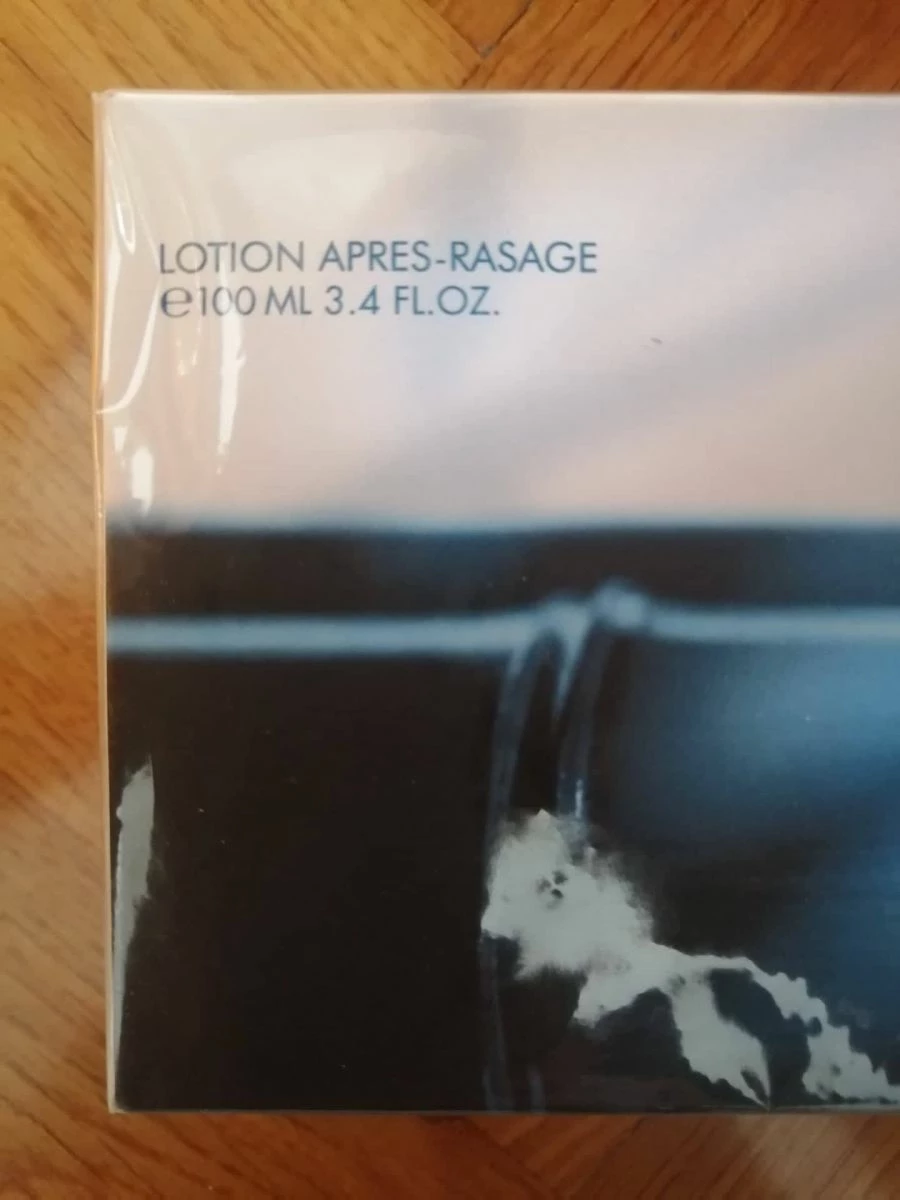 LOTION APRES-RASAGE
℮100 ML 3.4 FL.OZ.